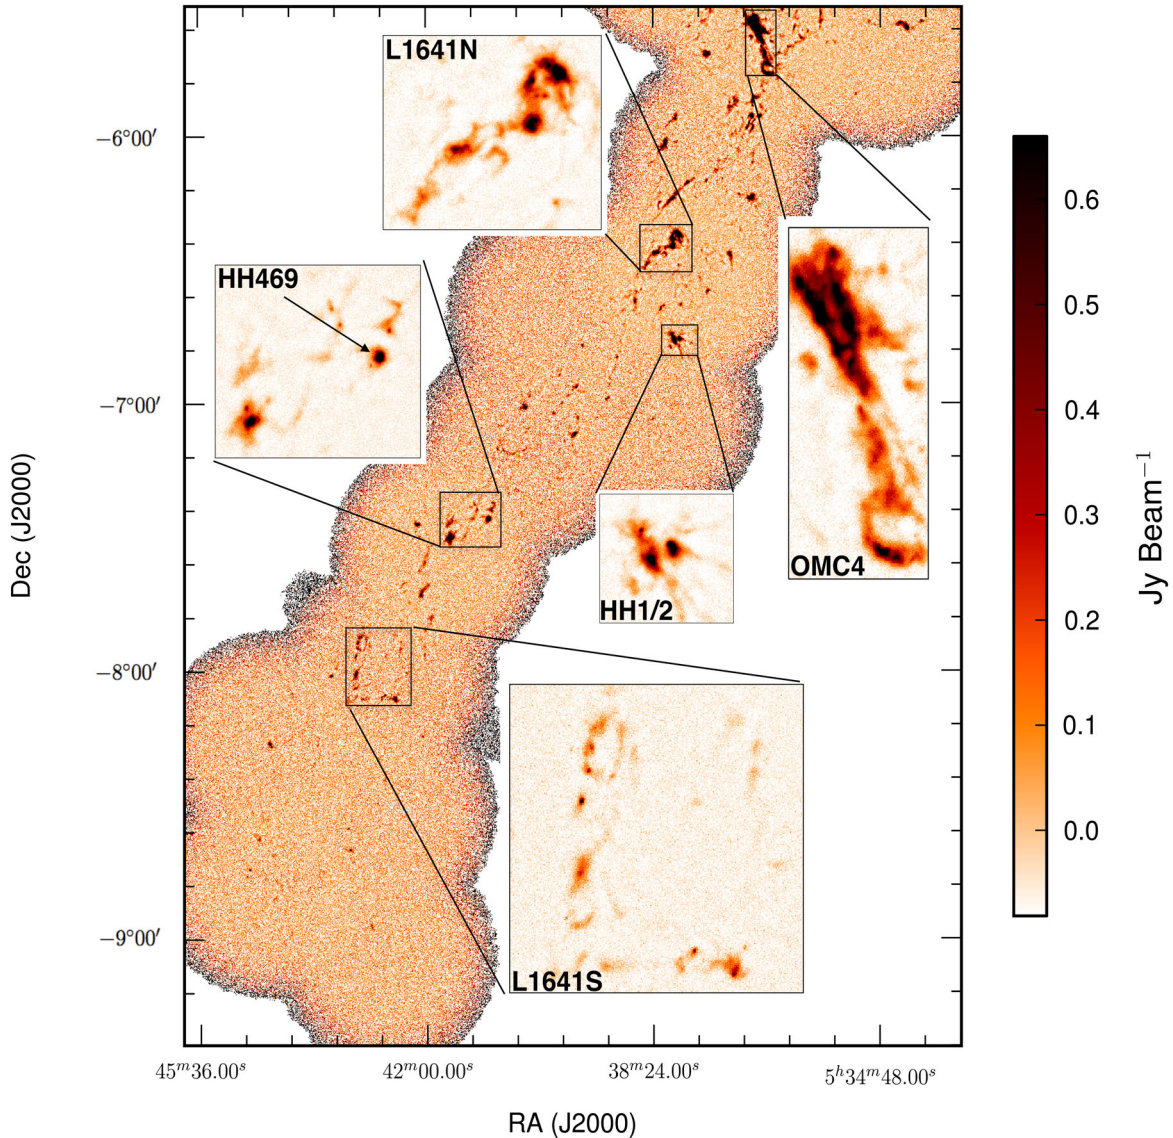 L1641N
HH469
HH1/2
OMC4
L1641S
−6°00′
−7°00′
−8°00′
−9°00′
Dec (J2000)
45ᵐ36.00ˢ
42ᵐ00.00ˢ
38ᵐ24.00ˢ
5ʰ34ᵐ48.00ˢ
RA (J2000)
0.6
0.5
0.4
0.3
0.2
0.1
0.0
Jy Beam⁻¹